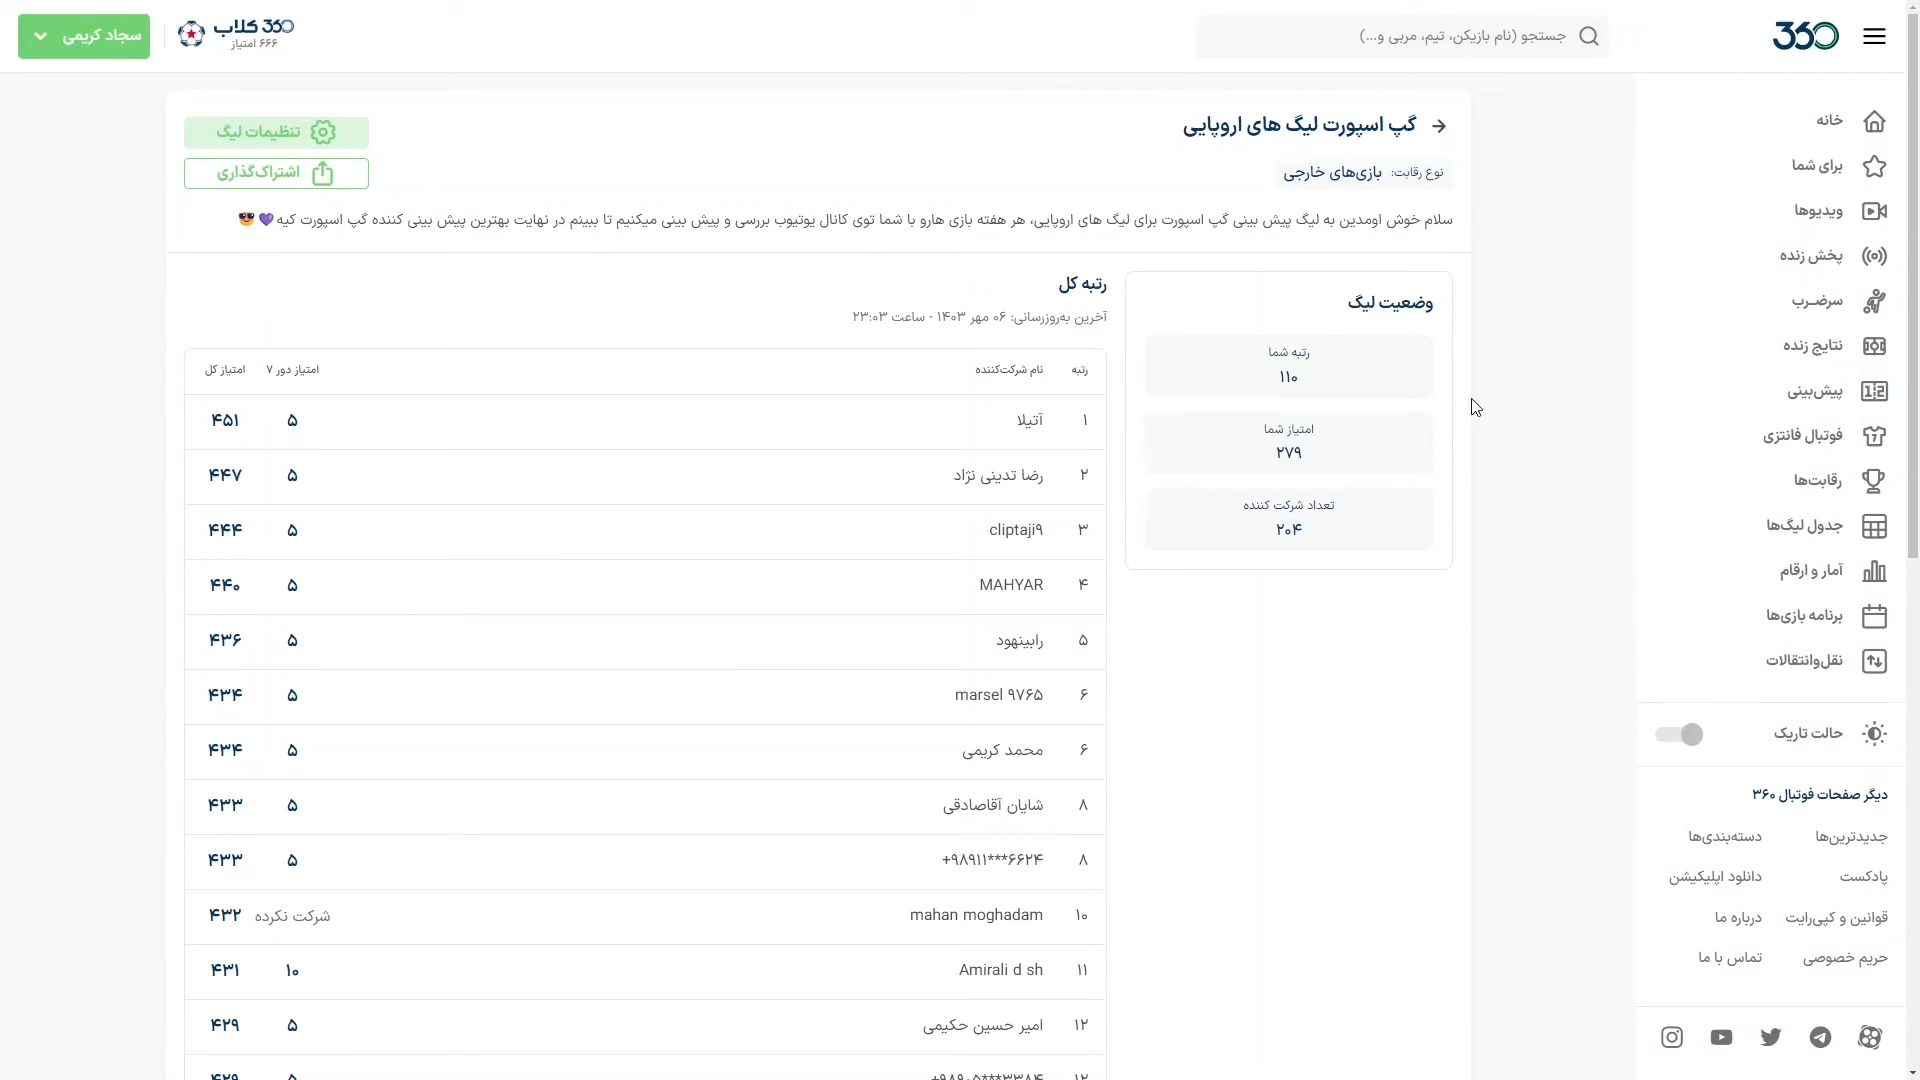 360
جستجو (نام بازیکن، تیم، مربی و...)
360 کلاب
۶۶۶ امتیاز
سجاد کریمی
خانه
برای شما
ویدیوها
پخش زنده
سرضرب
نتایج زنده
پیش‌بینی
فوتبال فانتزی
رقابت‌ها
جدول لیگ‌ها
آمار و ارقام
برنامه بازی‌ها
نقل‌وانتقالات
حالت تاریک
دیگر صفحات فوتبال ۳۶۰
جدیدترین‌ها دسته‌بندی‌ها
پادکست دانلود اپلیکیشن
قوانین و کپی‌رایت درباره ما
حریم خصوصی تماس با ما
گپ اسپورت لیگ های اروپایی
تنظیمات لیگ
نوع رقابت: بازی‌های خارجی
اشتراک‌گذاری
سلام خوش اومدین به لیگ پیش بینی گپ اسپورت برای لیگ های اروپایی، هر هفته بازی هارو با شما توی کانال یوتیوب بررسی و پیش بینی میکنیم تا ببینم در نهایت بهترین پیش بینی کننده گپ اسپورت کیه💜😎
وضعیت لیگ
رتبه شما
۱۱۰
امتیاز شما
۲۷۹
تعداد شرکت کننده
۲۰۴
رتبه کل
آخرین به‌روزرسانی: ۰۶ مهر ۱۴۰۳ - ساعت ۲۳:۰۳
رتبه نام شرکت‌کننده امتیاز دور ۷ امتیاز کل
۱ آتیلا ۵ ۴۵۱
۲ رضا تدینی نژاد ۵ ۴۴۷
۳ cliptaji۹ ۵ ۴۴۴
۴ MAHYAR ۵ ۴۴۰
۵ رابینهود ۵ ۴۳۶
۶ marsel ۹۷۶۵ ۵ ۴۳۴
۶ محمد کریمی ۵ ۴۳۴
۸ شایان آقاصادقی ۵ ۴۳۳
۸ +۹۸۹۱۱***۶۶۲۴ ۵ ۴۳۳
۱۰ mahan moghadam شرکت نکرده ۴۳۲
۱۱ Amirali d sh ۱۰ ۴۳۱
۱۲ امیر حسین حکیمی ۵ ۴۲۹
۱۲ +۹۸۹۰۵***۳۳۸۴ ۵ ۴۲۹